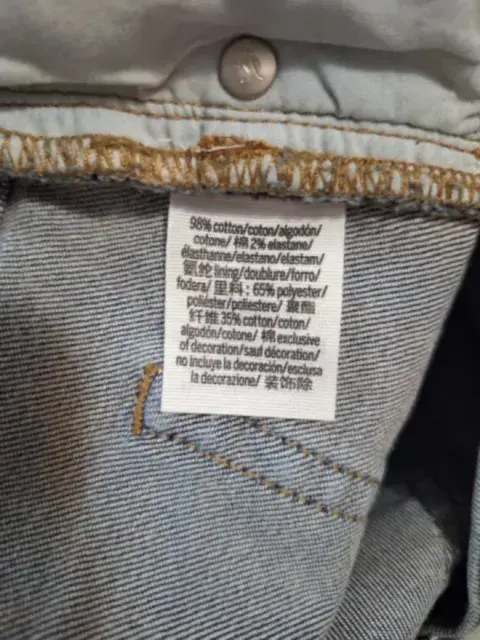 98% cotton/coton/algodón/
cotone/ 棉 2% elastane/
élasthanne/elastano/elastam/
氨纶 lining/doublure/forro/
fodera/ 里料 : 65% polyester/
poliéster/poliestere/ 聚酯
纤维 35% cotton/coton/
algodón/cotone/ 棉 exclusive
of decoration/sauf décoration/
no incluye la decoración/esclusa
la decorazione/ 装饰除